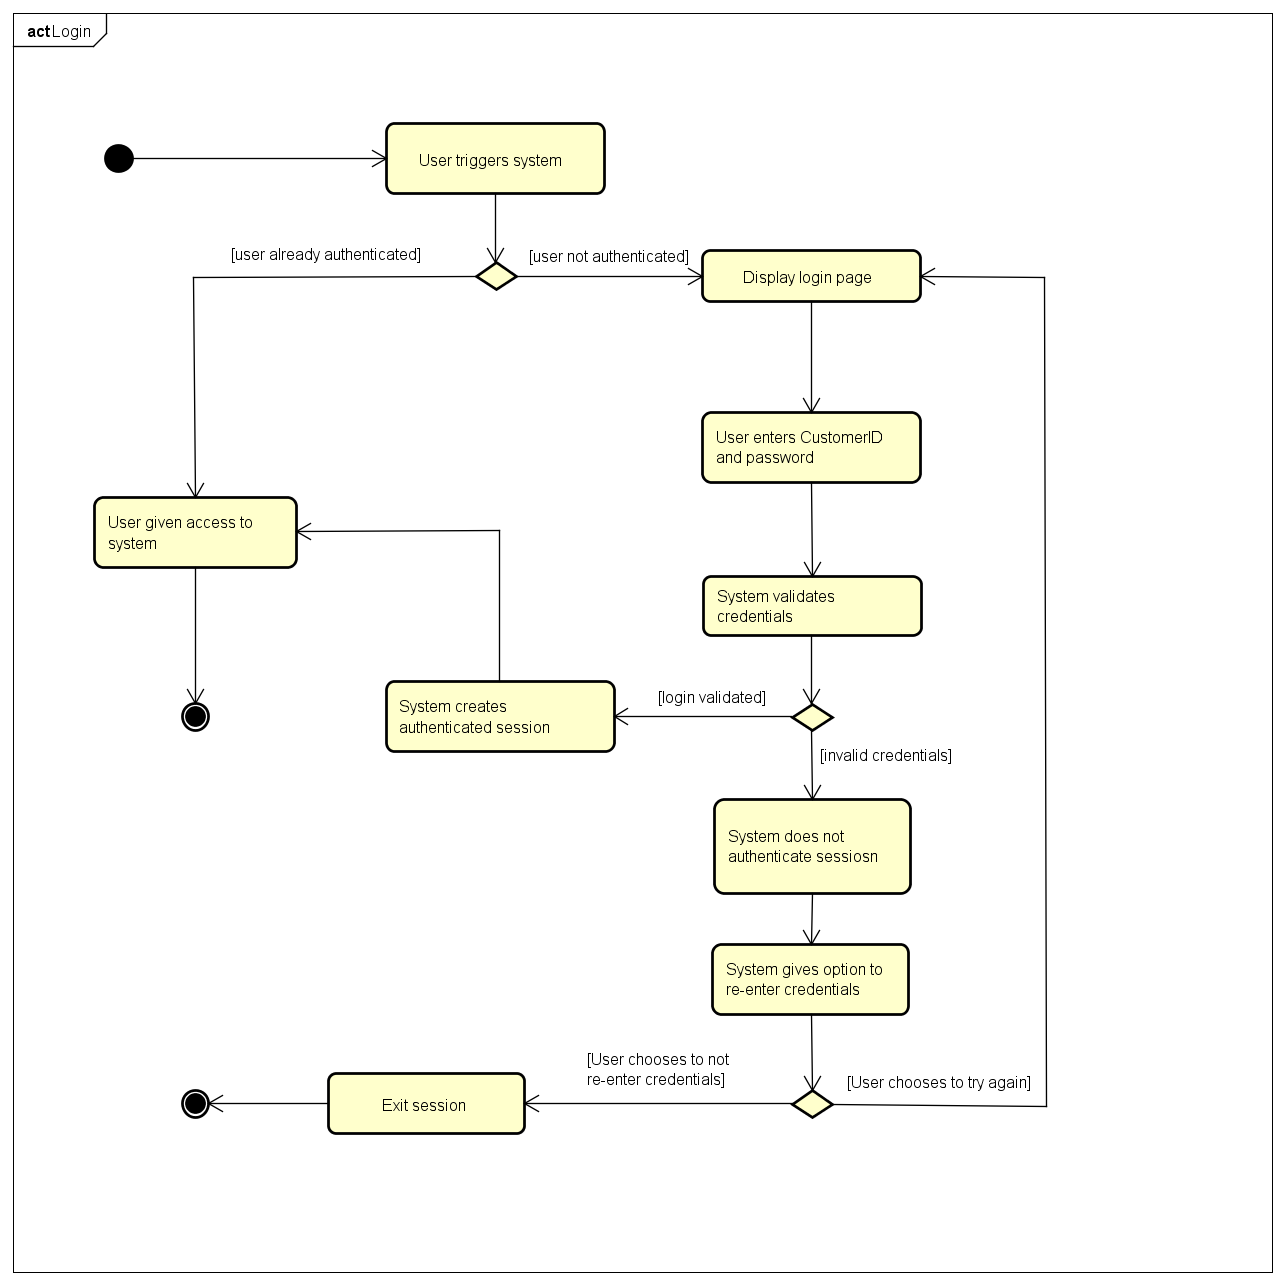 act Login
User triggers system
[user already authenticated]
[user not authenticated]
Display login page
User enters CustomerID
and password
User given access to
system
System validates
credentials
[login validated]
System creates
authenticated session
[invalid credentials]
System does not
authenticate sessiosn
System gives option to
re-enter credentials
[User chooses to not
re-enter credentials]
[User chooses to try again]
Exit session